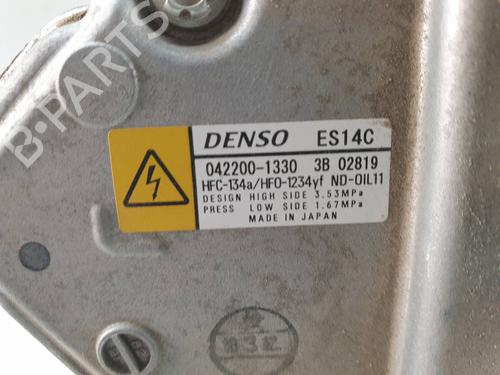 B-PARTS
DENSO ES14C
042200-1330 3B 02819
HFC-134a/HFO-1234yf ND-OIL11
DESIGN HIGH SIDE 3.53MPa
PRESS LOW SIDE 1.67MPa
MADE IN JAPAN